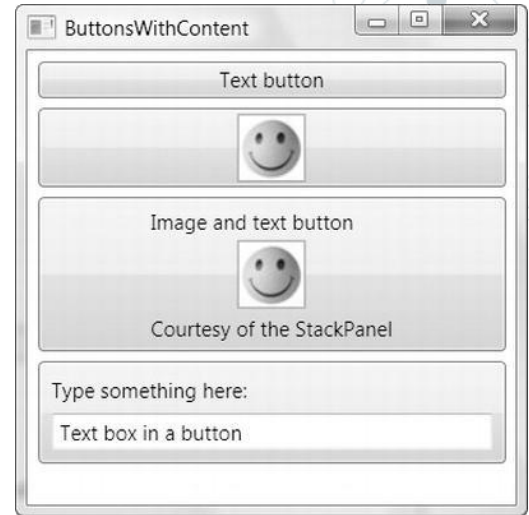 ButtonsWithContent
Text button
Image and text button
Courtesy of the StackPanel
Type something here:
Text box in a button